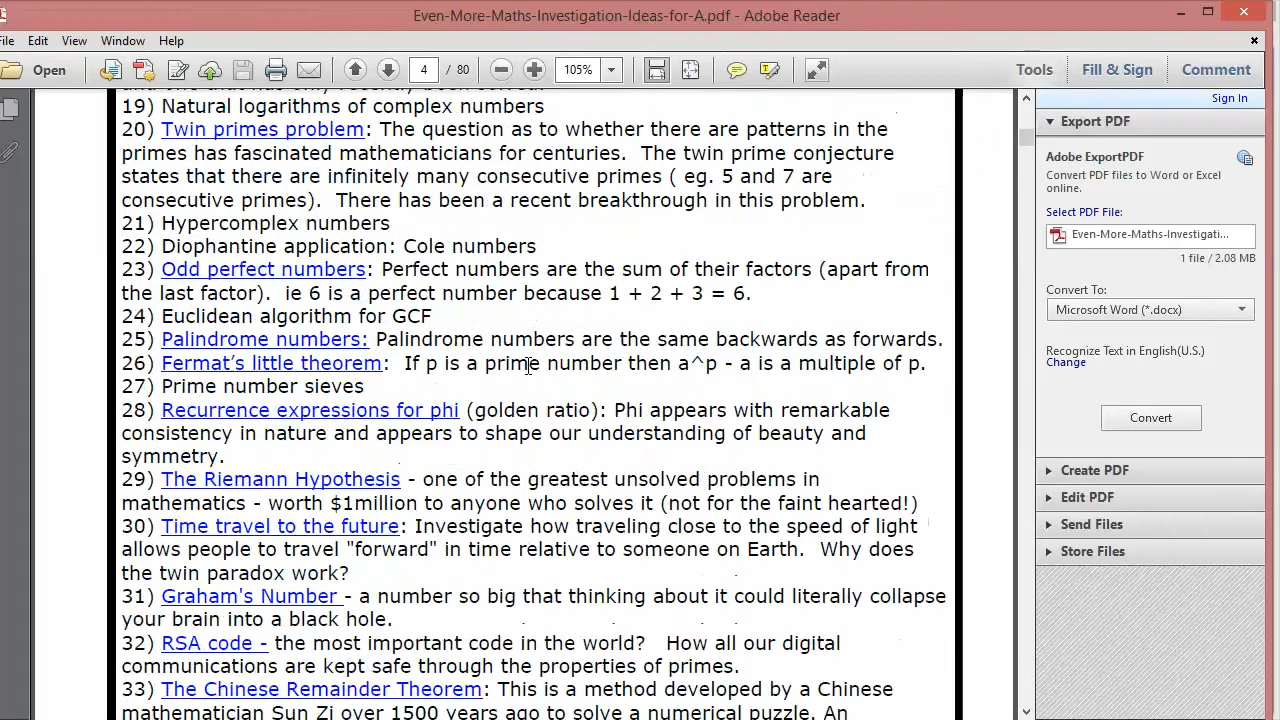 Even-More-Maths-Investigation-Ideas-for-A.pdf - Adobe Reader
File Edit View Window Help
Open 4 / 80 105% Tools Fill & Sign Comment
Sign In
19) Natural logarithms of complex numbers
20) Twin primes problem: The question as to whether there are patterns in the
primes has fascinated mathematicians for centuries. The twin prime conjecture
states that there are infinitely many consecutive primes ( eg. 5 and 7 are
consecutive primes). There has been a recent breakthrough in this problem.
21) Hypercomplex numbers
22) Diophantine application: Cole numbers
23) Odd perfect numbers: Perfect numbers are the sum of their factors (apart from
the last factor). ie 6 is a perfect number because 1 + 2 + 3 = 6.
24) Euclidean algorithm for GCF
25) Palindrome numbers: Palindrome numbers are the same backwards as forwards.
26) Fermat's little theorem: If p is a prime number then a^p - a is a multiple of p.
27) Prime number sieves
28) Recurrence expressions for phi (golden ratio): Phi appears with remarkable
consistency in nature and appears to shape our understanding of beauty and
symmetry.
29) The Riemann Hypothesis - one of the greatest unsolved problems in
mathematics - worth $1million to anyone who solves it (not for the faint hearted!)
30) Time travel to the future: Investigate how traveling close to the speed of light
allows people to travel "forward" in time relative to someone on Earth. Why does
the twin paradox work?
31) Graham's Number - a number so big that thinking about it could literally collapse
your brain into a black hole.
32) RSA code - the most important code in the world? How all our digital
communications are kept safe through the properties of primes.
33) The Chinese Remainder Theorem: This is a method developed by a Chinese
mathematician Sun Zi over 1500 years ago to solve a numerical puzzle. An
Export PDF
Adobe ExportPDF
Convert PDF files to Word or Excel
online.
Select PDF File:
Even-More-Maths-Investigati...
1 file / 2.08 MB
Convert To:
Microsoft Word (*.docx)
Recognize Text in English(U.S.)
Change
Convert
Create PDF
Edit PDF
Send Files
Store Files